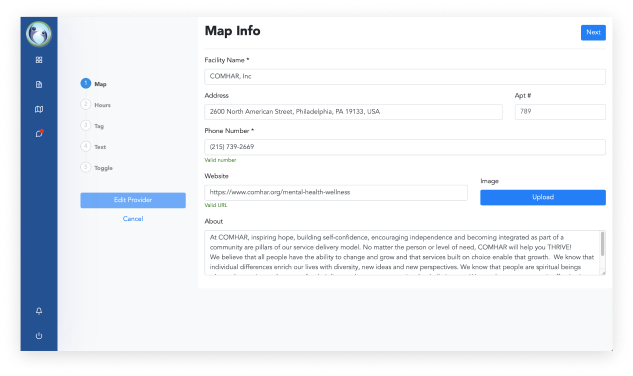 Map Info
Next
1 Map
2 Hours
3 Tag
4 Text
5 Toggle
Edit Provider
Cancel
Facility Name *
COMHAR, Inc
Address
Apt #
2600 North American Street, Philadelphia, PA 19133, USA
789
Phone Number *
(215) 739-2669
Valid number
Website
Image
https://www.comhar.org/mental-health-wellness
Upload
Valid URL
About
At COMHAR, inspiring hope, building self-confidence, encouraging independence and becoming integrated as part of a
community are pillars of our service delivery model. No matter the person or level of need, COMHAR will help you THRIVE!
We believe that all people have the ability to change and grow and that services built on choice enable that growth. We know that
individual differences enrich our lives with diversity, new ideas and new perspectives. We know that people are spiritual beings